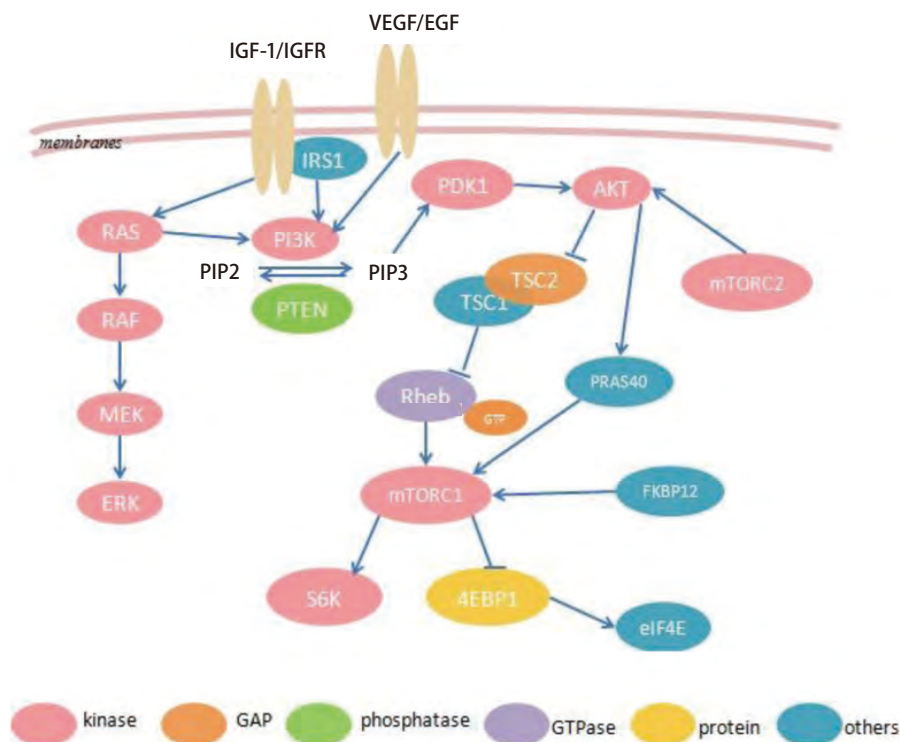 VEGF/EGF
IGF-1/IGFR
membranes
IRS1
PDK1
AKT
RAS
PI3K
PIP2
PIP3
TSC2
mTORC2
TSC1
PTEN
RAF
PRAS40
Rheb
GTP
MEK
mTORC1
FKBP12
ERK
S6K
4EBP1
eIF4E
kinase
GAP
phosphatase
GTPase
protein
others